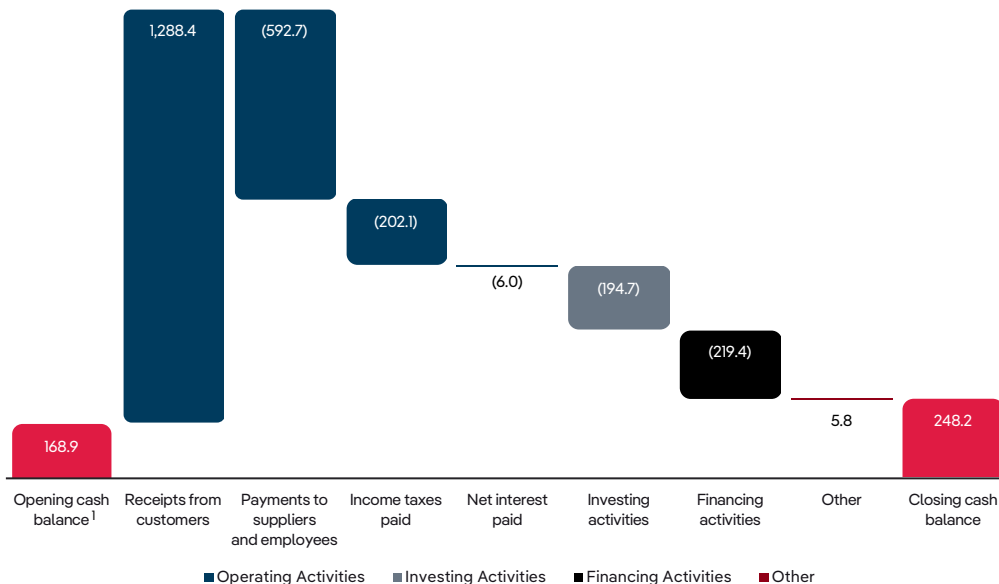 1,288.4
(592.7)
(202.1)
(6.0)
(194.7)
(219.4)
5.8
248.2
168.9
Opening cash
balance 1
Receipts from
customers
Payments to
suppliers
and employees
Income taxes
paid
Net interest
paid
Investing
activities
Financing
activities
Other
Closing cash
balance
Operating Activities
Investing Activities
Financing Activities
Other